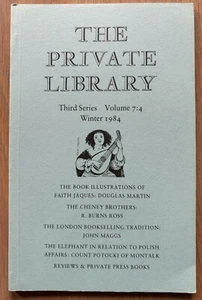 THE
PRIVATE
LIBRARY
Third Series Volume 7:4
Winter 1984
THE BOOK ILLUSTRATIONS OF
FAITH JAQUES: DOUGLAS MARTIN
THE CHENEY BROTHERS:
R. BURNS ROSS
THE LONDON BOOKSELLING TRADITION:
JOHN MAGGS
THE ELEPHANT IN RELATION TO POLISH
AFFAIRS: COUNT POTOCKI OF MONTALK
REVIEWS & PRIVATE PRESS BOOKS